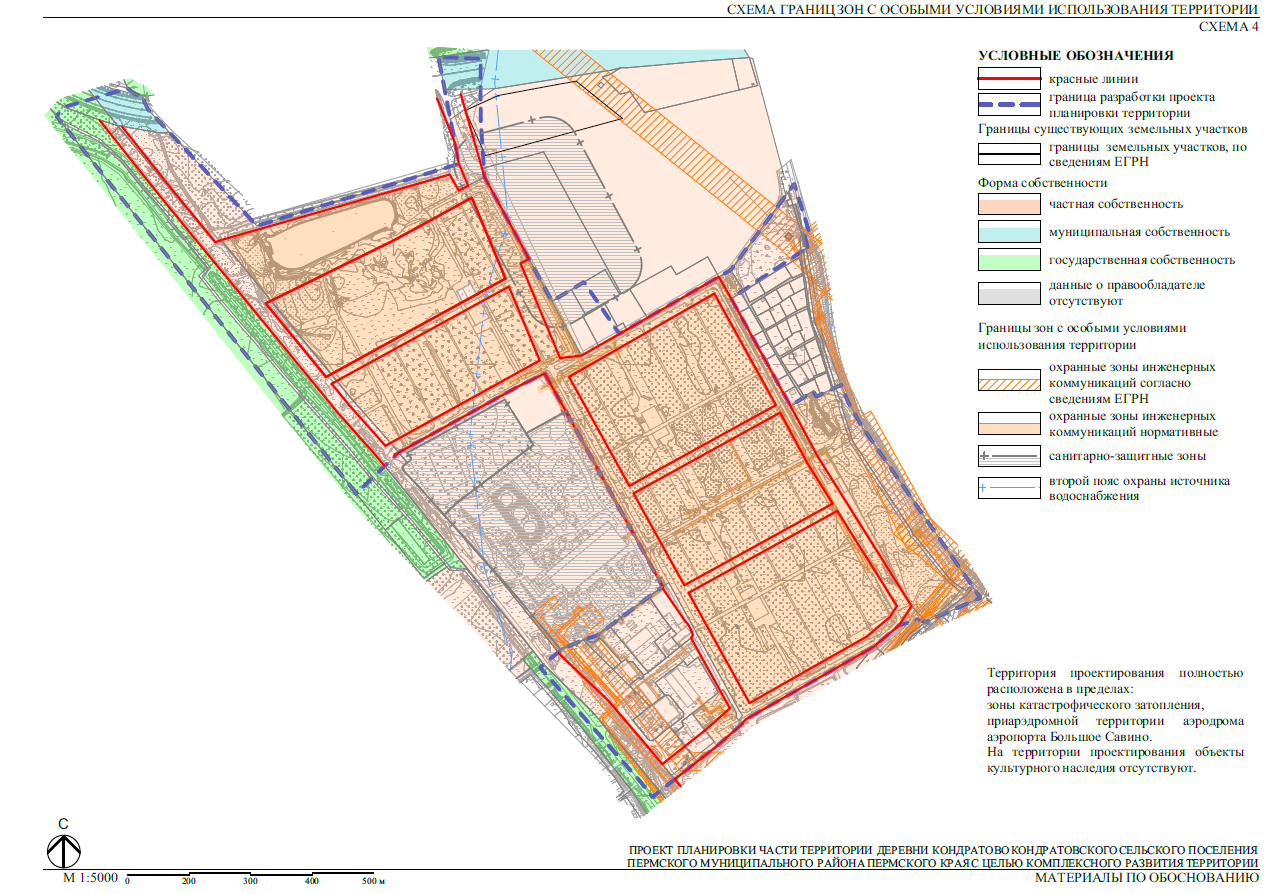 СХЕМА ГРАНИЦ ЗОН С ОСОБЫМИ УСЛОВИЯМИ ИСПОЛЬЗОВАНИЯ ТЕРРИТОРИИ
СХЕМА 4
УСЛОВНЫЕ ОБОЗНАЧЕНИЯ
красные линии
граница разработки проекта
планировки территории
Границы существующих земельных участков
границы земельных участков, по
сведениям ЕГРН
Форма собственности
частная собственность
муниципальная собственность
государственная собственность
данные о правообладателе
отсутствуют
Границы зон с особыми условиями
использования территории
охранные зоны инженерных
коммуникаций согласно
сведениям ЕГРН
охранные зоны инженерных
коммуникаций нормативные
санитарно-защитные зоны
второй пояс охраны источника
водоснабжения
Территория проектирования полностью
расположена в пределах:
зоны катастрофического затопления,
приарэдромной территории аэродрома
аэропорта Большое Савино.
На территории проектирования объекты
культурного наследия отсутствуют.
С
М 1:5000
0 200 300 400 500 м
ПРОЕКТ ПЛАНИРОВКИ ЧАСТИ ТЕРРИТОРИИ ДЕРЕВНИ КОНДРАТОВО КОНДРАТОВСКОГО СЕЛЬСКОГО ПОСЕЛЕНИЯ
ПЕРМСКОГО МУНИЦИПАЛЬНОГО РАЙОНА ПЕРМСКОГО КРАЯ С ЦЕЛЬЮ КОМПЛЕКСНОГО РАЗВИТИЯ ТЕРРИТОРИИ
МАТЕРИАЛЫ ПО ОБОСНОВАНИЮ